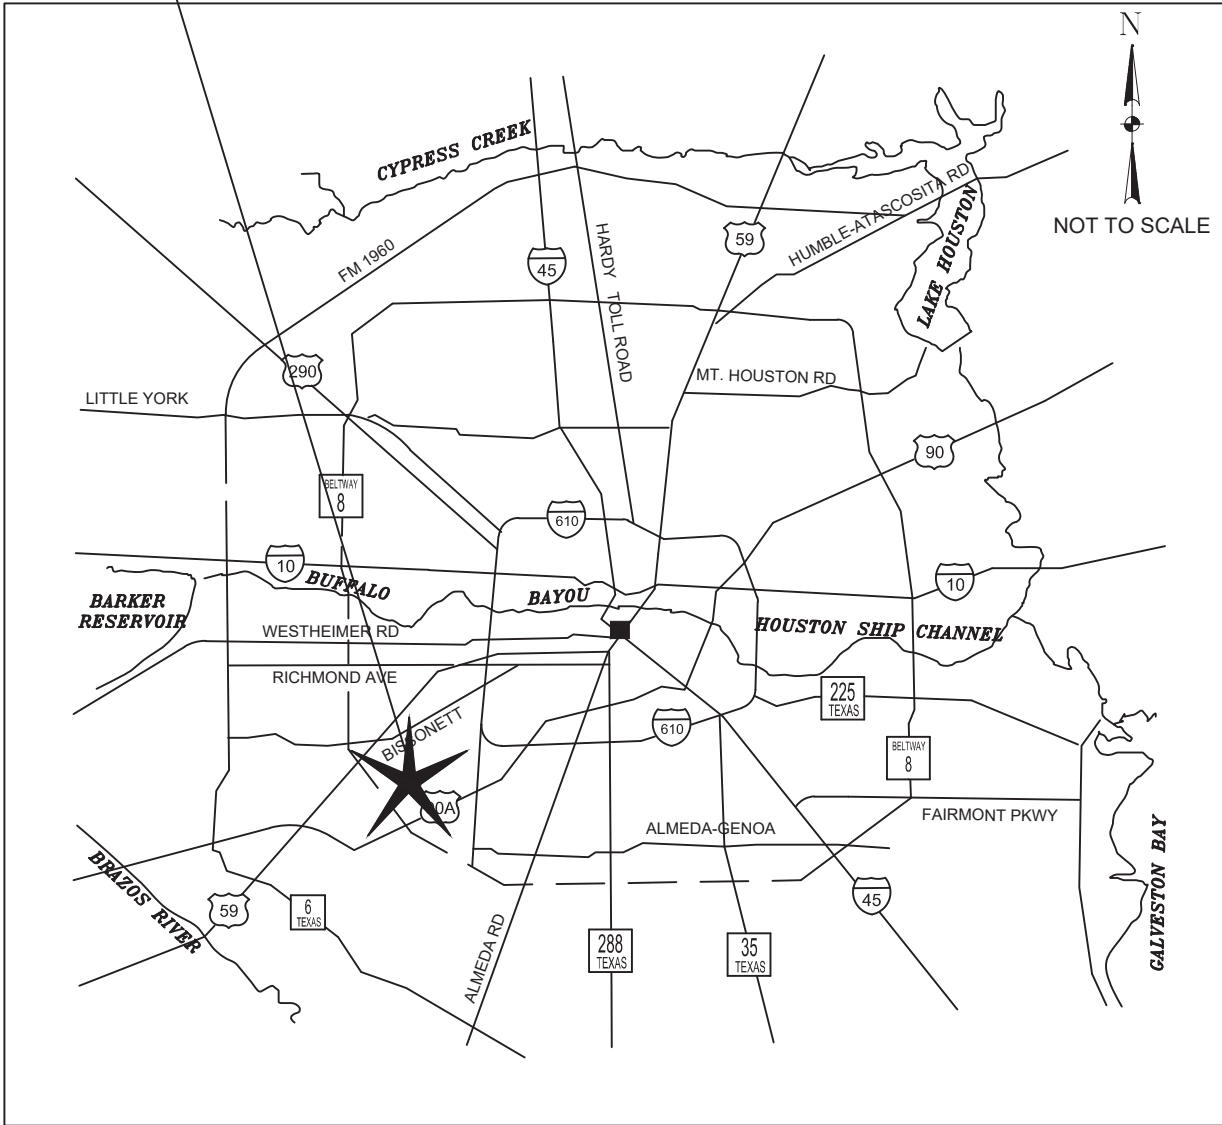 N
NOT TO SCALE
CYPRESS CREEK
HUMBLE-ATASCOSITA RD
LAKE HOUSTON
FM 1960
45
HARDY TOLL ROAD
59
290
MT. HOUSTON RD
LITTLE YORK
90
BELTWAY
8
610
10
10
BUFFALO
BAYOU
BARKER
RESERVOIR
WESTHEIMER RD
HOUSTON SHIP CHANNEL
RICHMOND AVE
225
TEXAS
BISSONETT
610
BELTWAY
8
90A
FAIRMONT PKWY
ALMEDA-GENOA
BRAZOS RIVER
59
6
TEXAS
45
GALVESTON BAY
ALMEDA RD
288
TEXAS
35
TEXAS